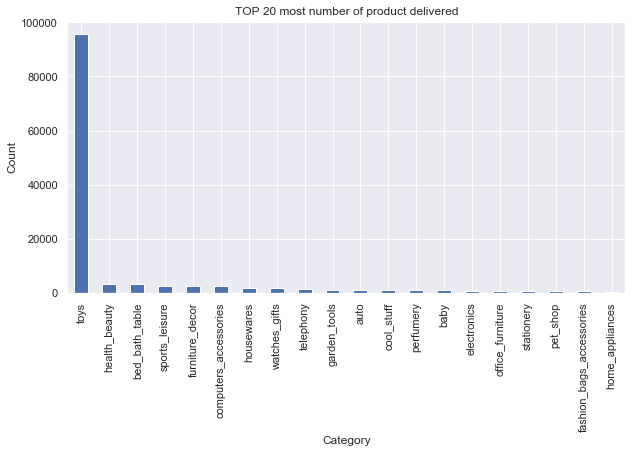 TOP 20 most number of product delivered
100000
80000
60000
40000
20000
0
Count
toys
health_beauty
bed_bath_table
sports_leisure
furniture_decor
computers_accessories
housewares
watches_gifts
telephony
garden_tools
auto
cool_stuff
perfumery
baby
electronics
office_furniture
stationery
pet_shop
fashion_bags_accessories
home_appliances
Category